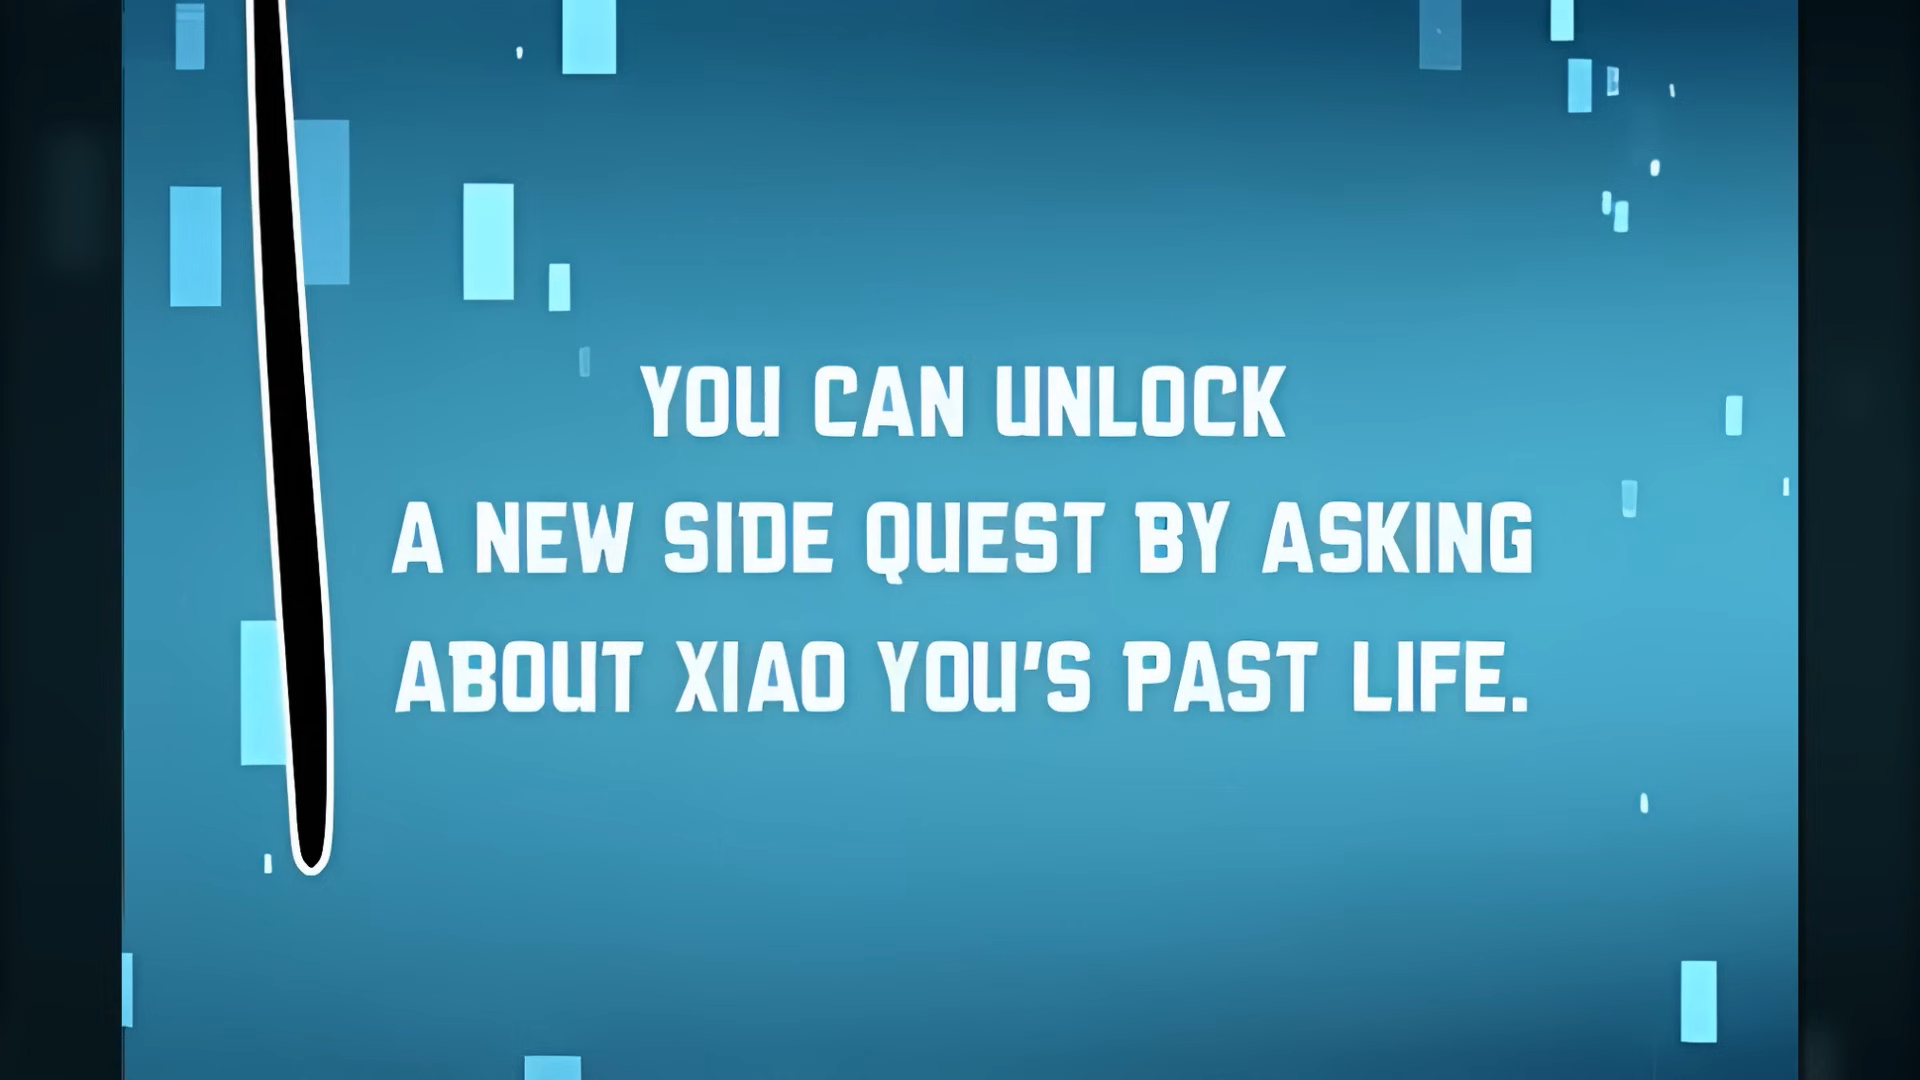 YOU CAN UNLOCK
A NEW SIDE QUEST BY ASKING
ABOUT XIAO YOU'S PAST LIFE.